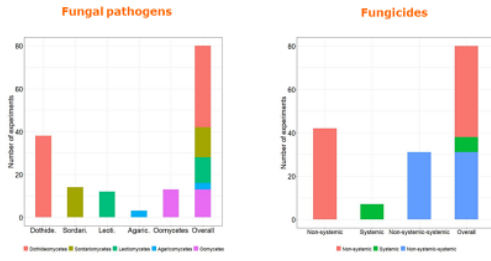 Fungal pathogens
Number of experiments
80
60
40
20
0
Dothide.
Sordari.
Leoti.
Agaric.
Oomycetes
Overall
Dothideomycetes
Sordariomycetes
Leotiomycetes
Agaricomycetes
Oomycetes
Fungicides
Number of experiments
80
60
40
20
0
Non-systemic
Systemic
Non-systemic-systemic
Overall
Non-systemic
Systemic
Non-systemic-systemic